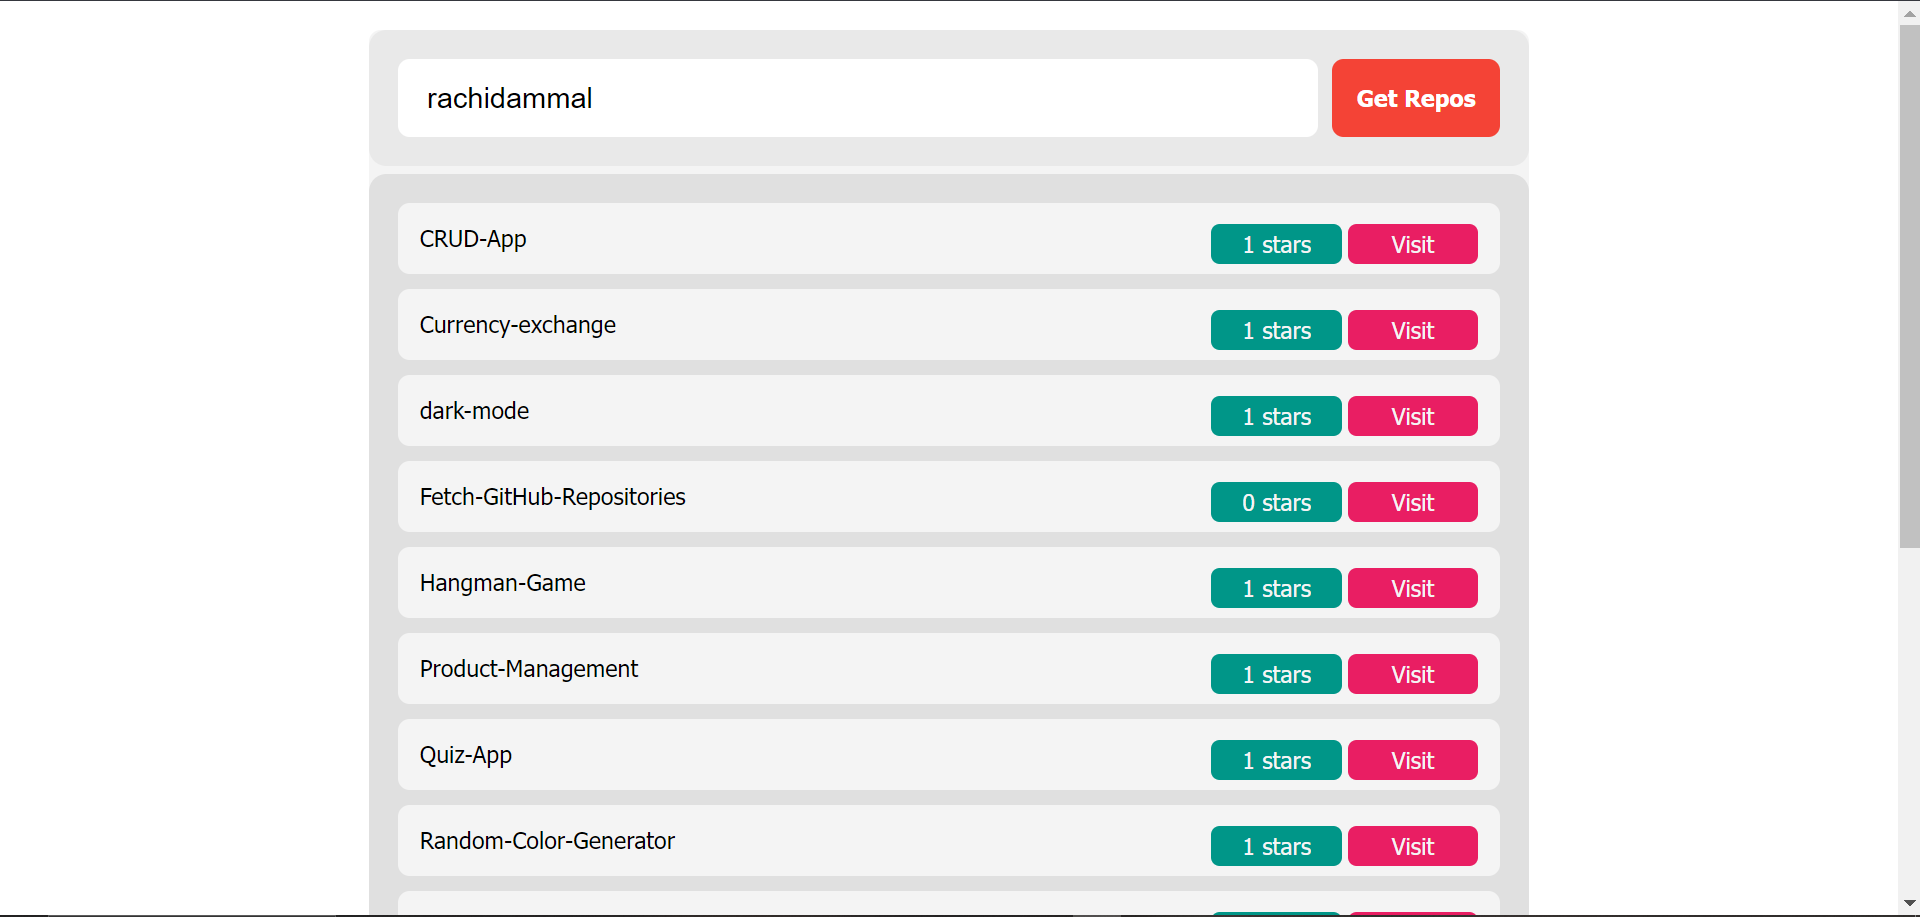 rachidammal Get Repos
CRUD-App 1 stars Visit
Currency-exchange 1 stars Visit
dark-mode 1 stars Visit
Fetch-GitHub-Repositories 0 stars Visit
Hangman-Game 1 stars Visit
Product-Management 1 stars Visit
Quiz-App 1 stars Visit
Random-Color-Generator 1 stars Visit